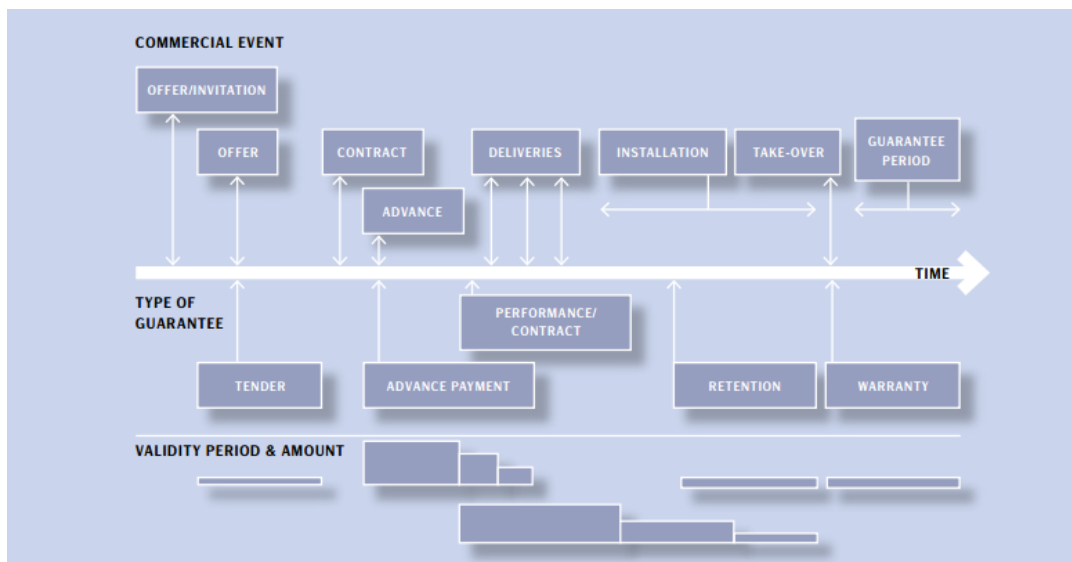 COMMERCIAL EVENT
OFFER/INVITATION
OFFER
CONTRACT
DELIVERIES
INSTALLATION
TAKE-OVER
GUARANTEE
PERIOD
ADVANCE
TIME
TYPE OF
GUARANTEE
PERFORMANCE/
CONTRACT
TENDER
ADVANCE PAYMENT
RETENTION
WARRANTY
VALIDITY PERIOD & AMOUNT